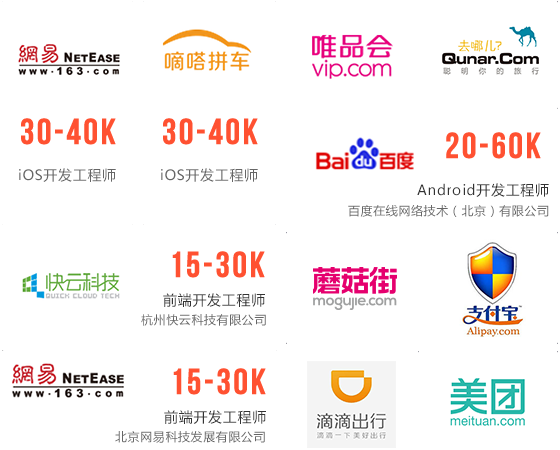 網易 NETEASE
www.163.com
嘀嗒拼车
唯品会
vip.com
去哪儿?
Qunar.Com
聪明你的旅行
30-40K
iOS开发工程师
30-40K
iOS开发工程师
Bai du 百度
20-60K
Android开发工程师
百度在线网络技术（北京）有限公司
快云科技
QUICK CLOUD TECH
15-30K
前端开发工程师
杭州快云科技有限公司
蘑菇街
mogujie.com
支付宝
Alipay.com
網易 NETEASE
www.163.com
15-30K
前端开发工程师
北京网易科技发展有限公司
滴滴出行
滴滴一下 美好出行
美团
meituan.com